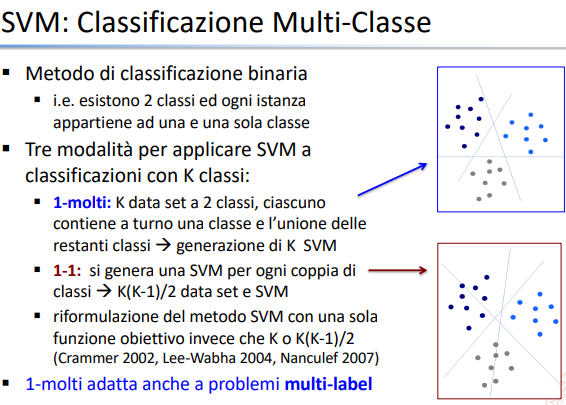 SVM: Classificazione Multi-Classe
▪ Metodo di classificazione binaria
▪ i.e. esistono 2 classi ed ogni istanza
appartiene ad una e una sola classe
▪ Tre modalità per applicare SVM a
classificazioni con K classi:
▪ 1-molti: K data set a 2 classi, ciascuno
contiene a turno una classe e l'unione delle
restanti classi → generazione di K SVM
▪ 1-1: si genera una SVM per ogni coppia di
classi → K(K-1)/2 data set e SVM
▪ riformulazione del metodo SVM con una sola
funzione obiettivo invece che K o K(K-1)/2
(Crammer 2002, Lee-Wabha 2004, Nanculef 2007)
▪ 1-molti adatta anche a problemi multi-label